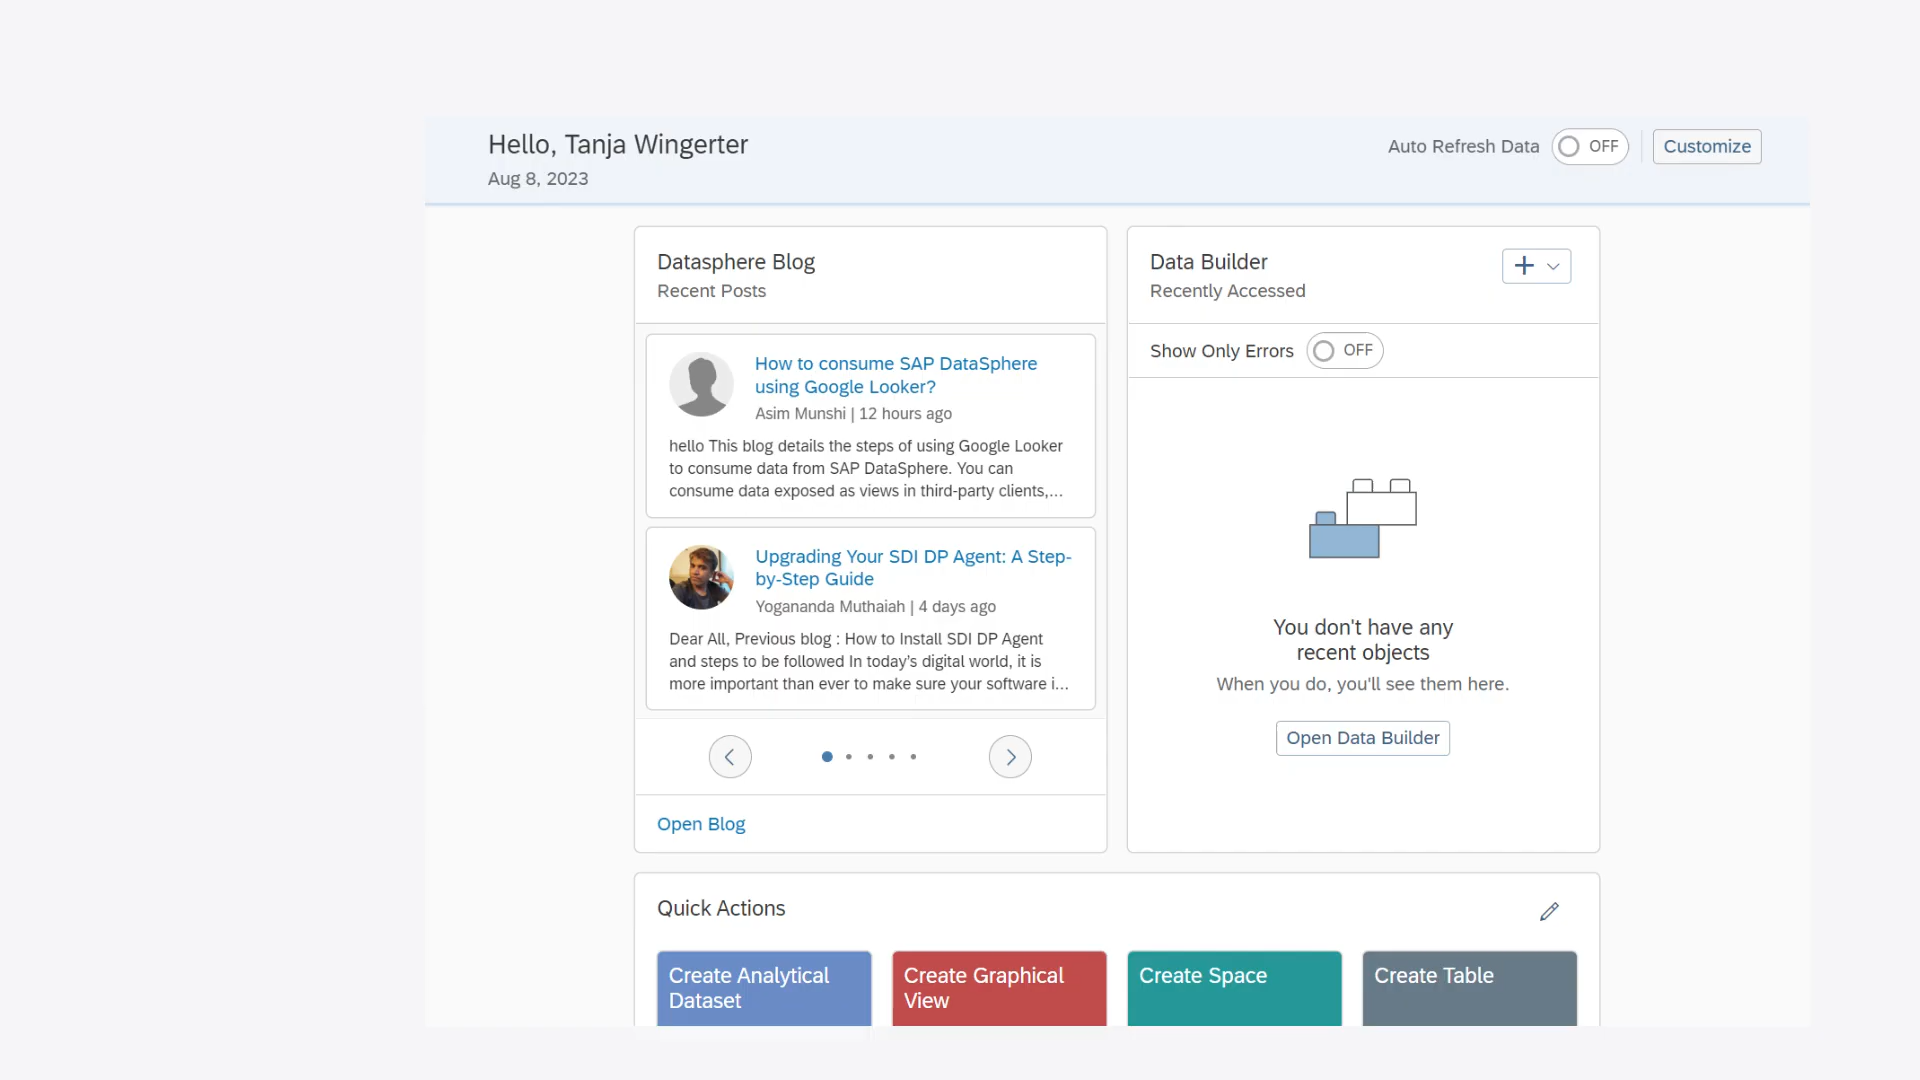 Hello, Tanja Wingerter
Aug 8, 2023
Auto Refresh Data
OFF
Customize
Datasphere Blog
Recent Posts
How to consume SAP DataSphere
using Google Looker?
Asim Munshi | 12 hours ago
hello This blog details the steps of using Google Looker
to consume data from SAP DataSphere. You can
consume data exposed as views in third-party clients,...
Upgrading Your SDI DP Agent: A Step-
by-Step Guide
Yogananda Muthaiah | 4 days ago
Dear All, Previous blog : How to Install SDI DP Agent
and steps to be followed In today's digital world, it is
more important than ever to make sure your software i...
Open Blog
Data Builder
Recently Accessed
Show Only Errors
OFF
You don't have any
recent objects
When you do, you'll see them here.
Open Data Builder
Quick Actions
Create Analytical
Dataset
Create Graphical
View
Create Space
Create Table